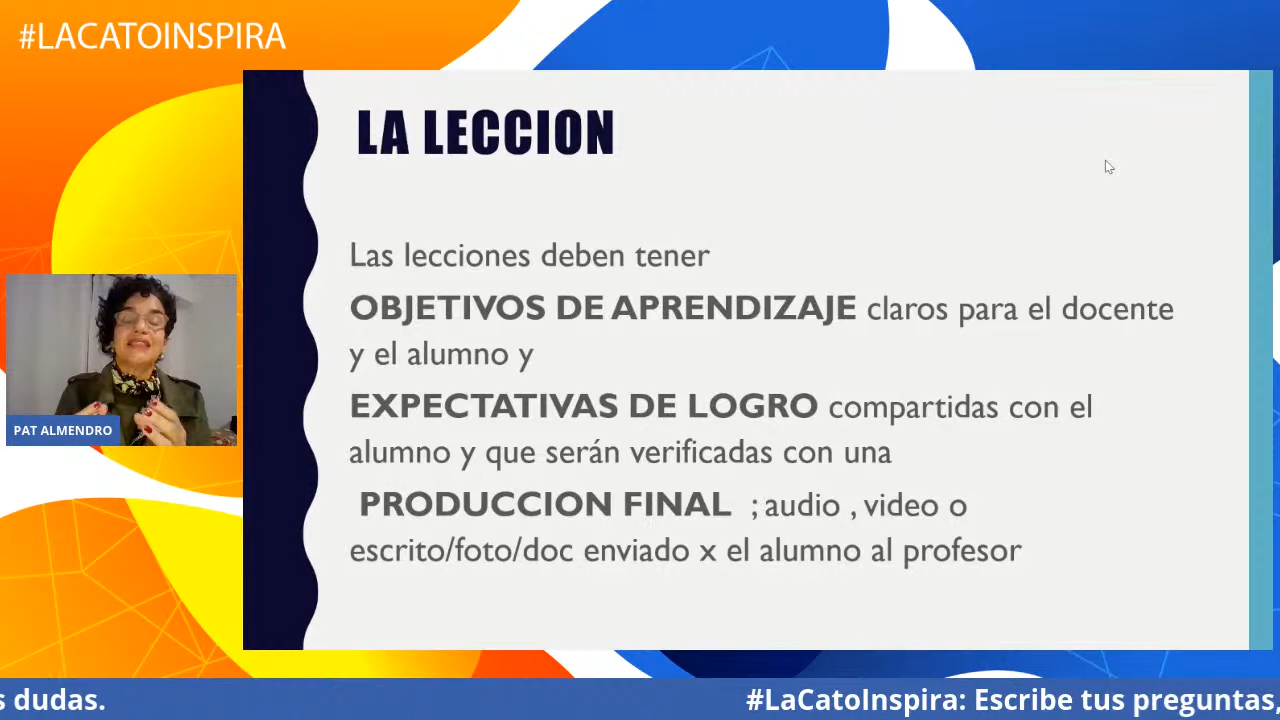 #LACATOINSPIRA
LA LECCION
Las lecciones deben tener
OBJETIVOS DE APRENDIZAJE claros para el docente
y el alumno y
EXPECTATIVAS DE LOGRO compartidas con el
alumno y que serán verificadas con una
PRODUCCION FINAL ; audio , video o
escrito/foto/doc enviado x el alumno al profesor
PAT ALMENDRO
s dudas.
#LaCatoInspira: Escribe tus preguntas,